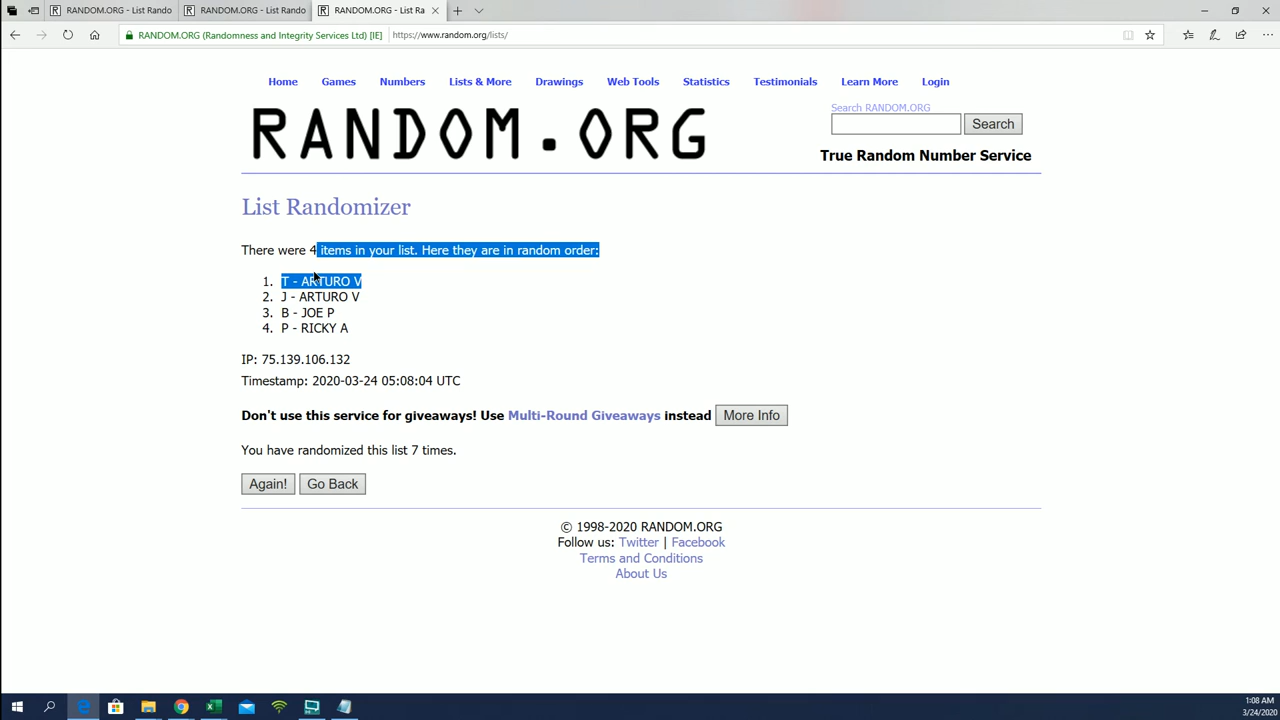 RANDOM.ORG - List Rando
RANDOM.ORG - List Rando
RANDOM.ORG - List Ra
RANDOM.ORG (Randomness and Integrity Services Ltd) [IE]
https://www.random.org/lists/
Home Games Numbers Lists & More Drawings Web Tools Statistics Testimonials Learn More Login
RANDOM.ORG
Search RANDOM.ORG
Search
True Random Number Service
List Randomizer
There were 4 items in your list. Here they are in random order:
1. T - ARTURO V
2. J - ARTURO V
3. B - JOE P
4. P - RICKY A
IP: 75.139.106.132
Timestamp: 2020-03-24 05:08:04 UTC
Don't use this service for giveaways! Use Multi-Round Giveaways instead More Info
You have randomized this list 7 times.
Again! Go Back
© 1998-2020 RANDOM.ORG
Follow us: Twitter | Facebook
Terms and Conditions
About Us
1:08 AM
3/24/2020